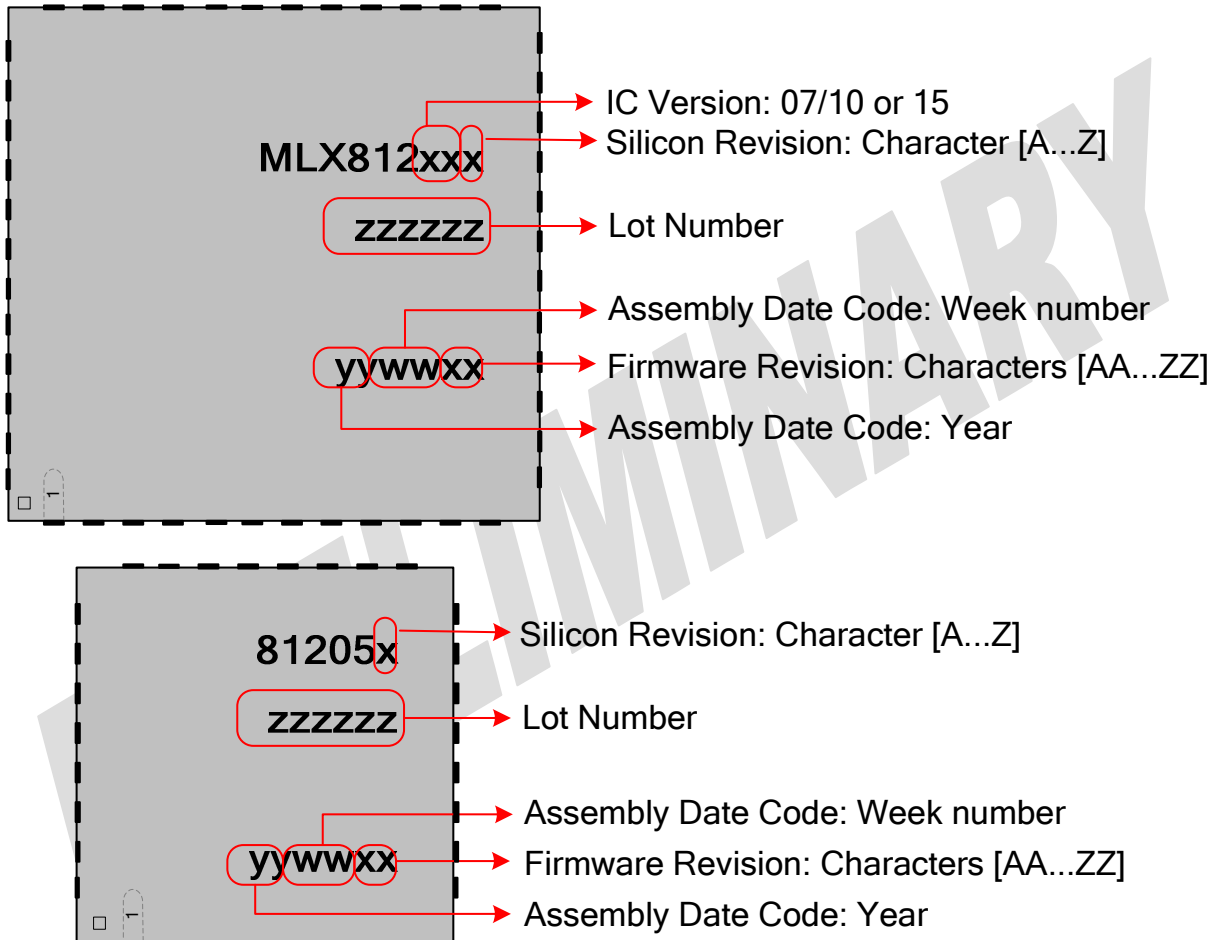 IC Version: 07/10 or 15
MLX812xxx
Silicon Revision: Character [A...Z]
zzzzzz
Lot Number
Assembly Date Code: Week number
yywwxx
Firmware Revision: Characters [AA...ZZ]
Assembly Date Code: Year
1
81205x
Silicon Revision: Character [A...Z]
zzzzzz
Lot Number
Assembly Date Code: Week number
yywwxx
Firmware Revision: Characters [AA...ZZ]
Assembly Date Code: Year
1
PRELIMINARY